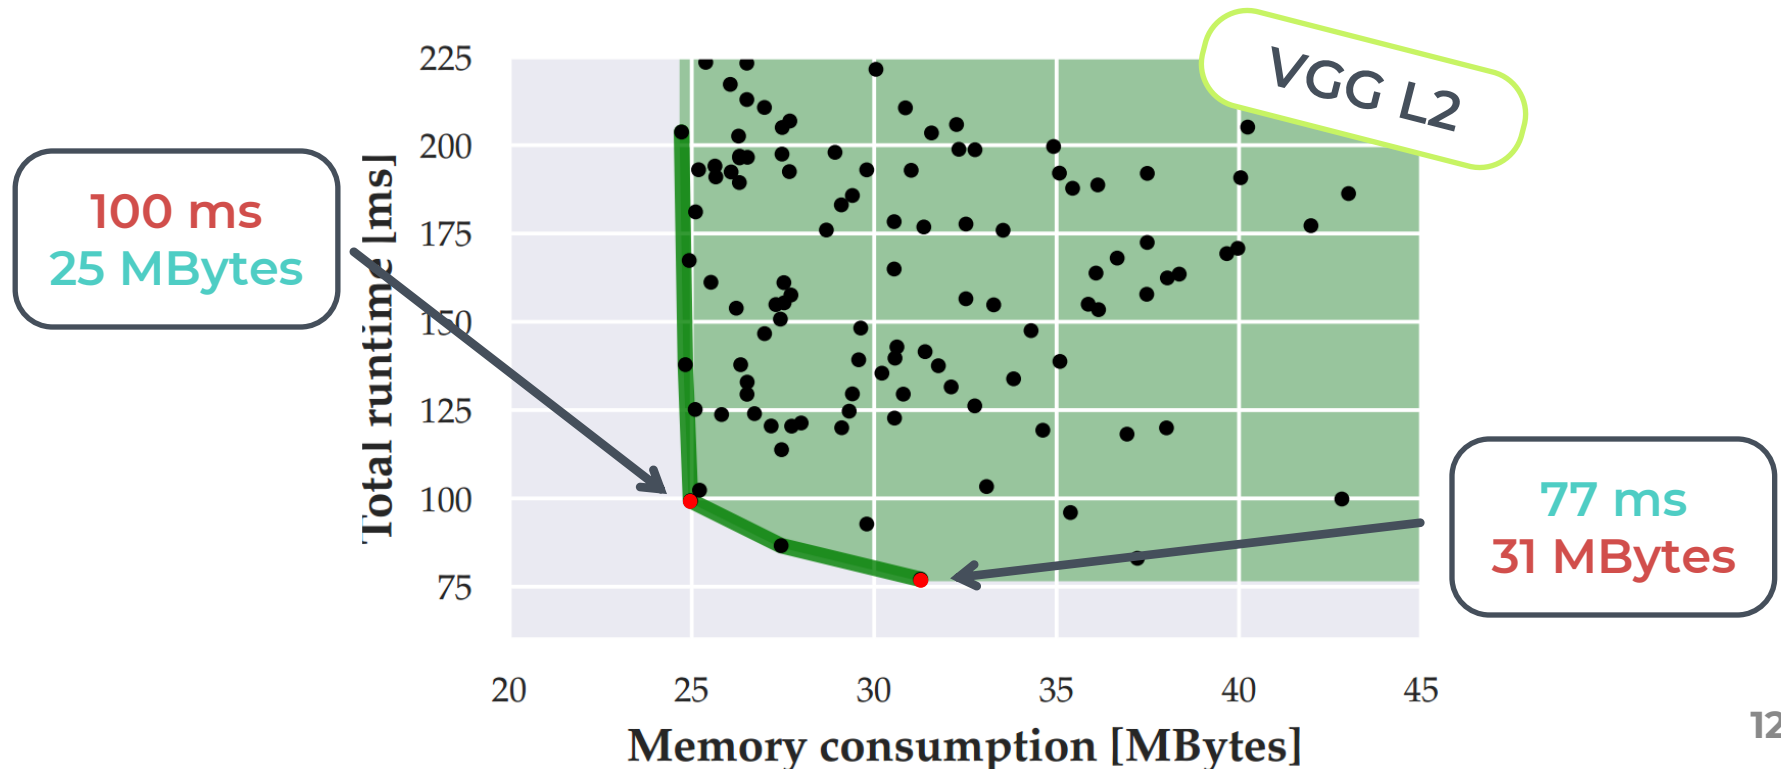 VGG L2
100 ms
25 MBytes
Total runtime [ms]
225
200
175
150
125
100
75
77 ms
31 MBytes
20 25 30 35 40 45
Memory consumption [MBytes]
12